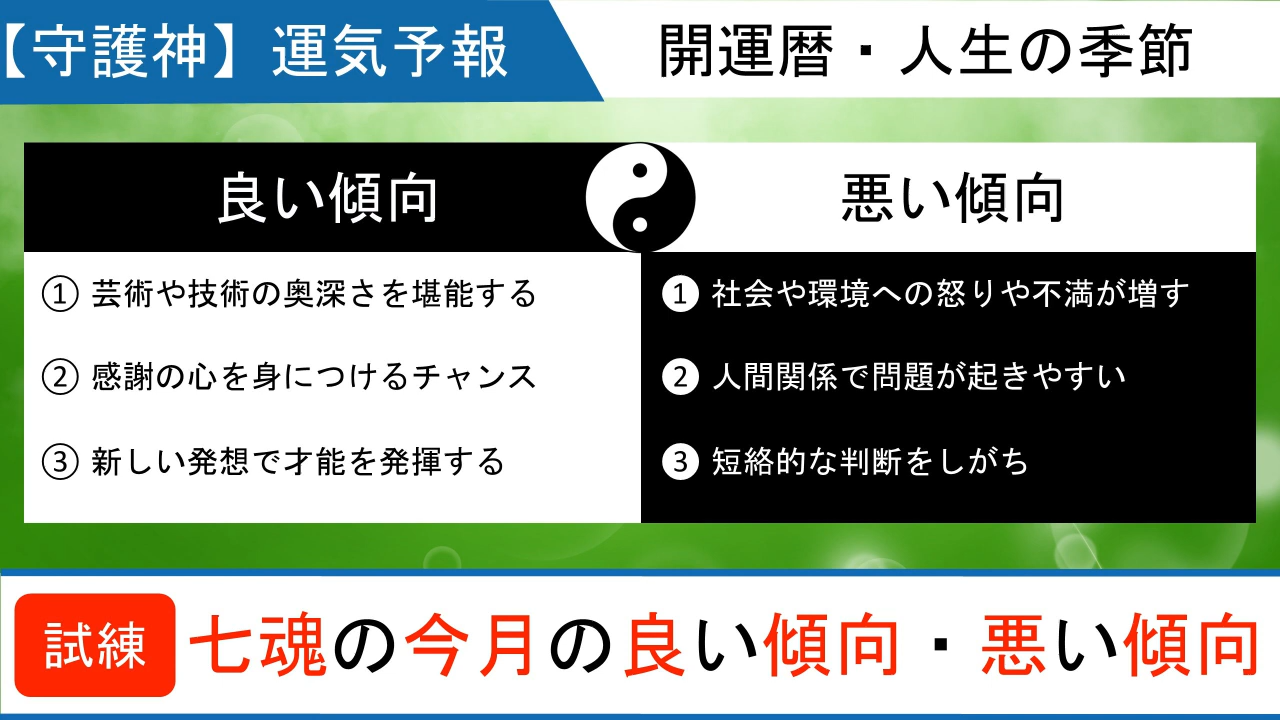 【守護神】運気予報
開運暦・人生の季節
良い傾向
悪い傾向
① 芸術や技術の奥深さを堪能する
② 感謝の心を身につけるチャンス
③ 新しい発想で才能を発揮する
❶ 社会や環境への怒りや不満が増す
❷ 人間関係で問題が起きやすい
❸ 短絡的な判断をしがち
試練
七魂の今月の良い傾向・悪い傾向